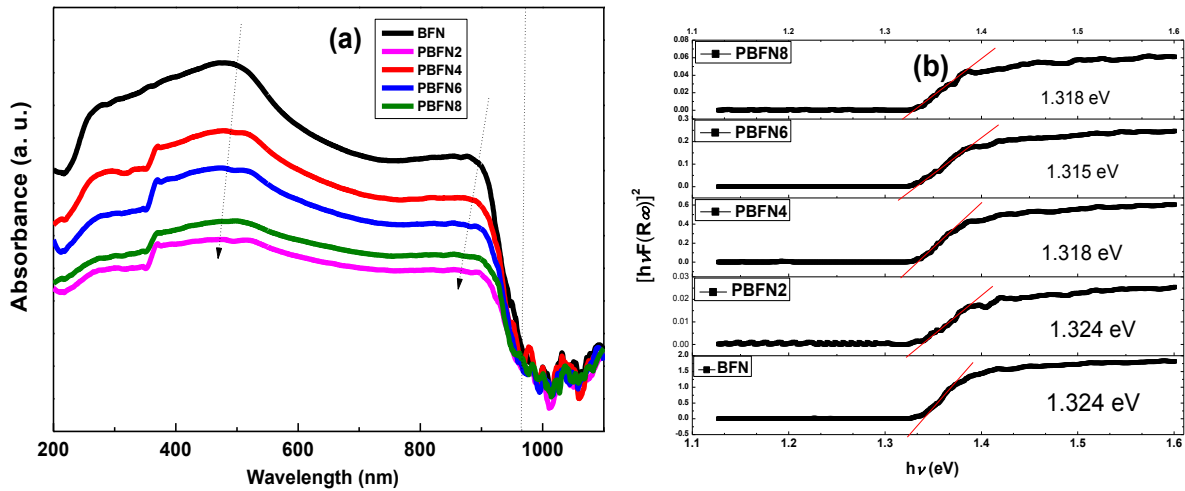 (a)
BFN
PBFN2
PBFN4
PBFN6
PBFN8
Absorbance (a. u.)
200 400 600 800 1000
Wavelength (nm)
(b)
1.1 1.2 1.3 1.4 1.5 1.6
0.08
0.06
0.04
0.02
0.00
PBFN8
1.318 eV
0.2
0.1
0.0
PBFN6
1.315 eV
0.6
0.4
0.2
0.0
PBFN4
1.318 eV
0.03
0.02
0.01
0.00
PBFN2
1.324 eV
2.0
1.5
1.0
0.5
0.0
-0.5
BFN
1.324 eV
[hνF(R∞)]²
1.1 1.2 1.3 1.4 1.5 1.6
hν (eV)